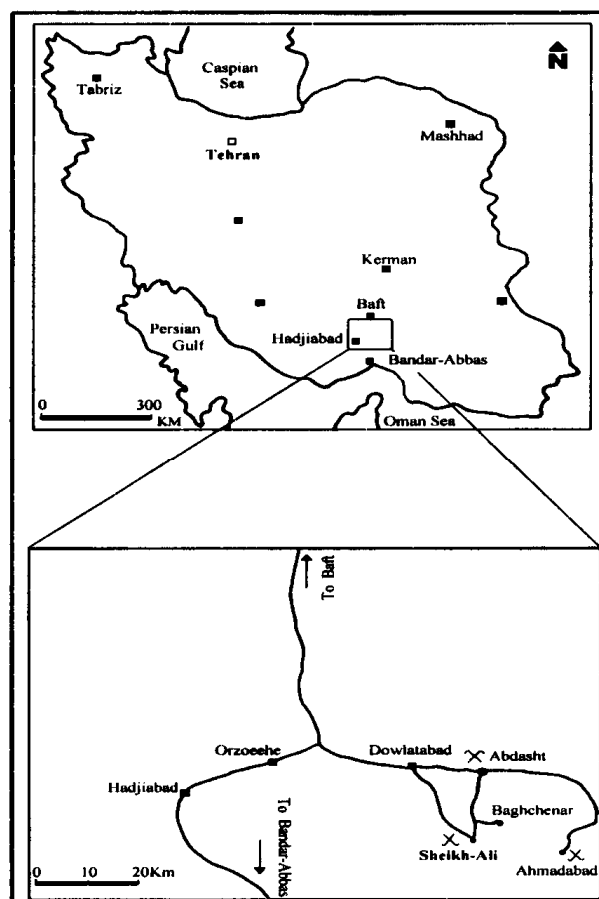 Caspian
Sea
N
Tabriz
Mashhad
Tehran
Kerman
Baft
Persian
Gulf
Hadjiabad
Bandar-Abbas
0 300
KM
Oman Sea
To Baft
Orzoeehe
Dowlatabad
Abdasht
Hadjiabad
To Bandar-Abbas
Baghchenar
Sheikh-Ali
Ahmadabad
0 10 20Km